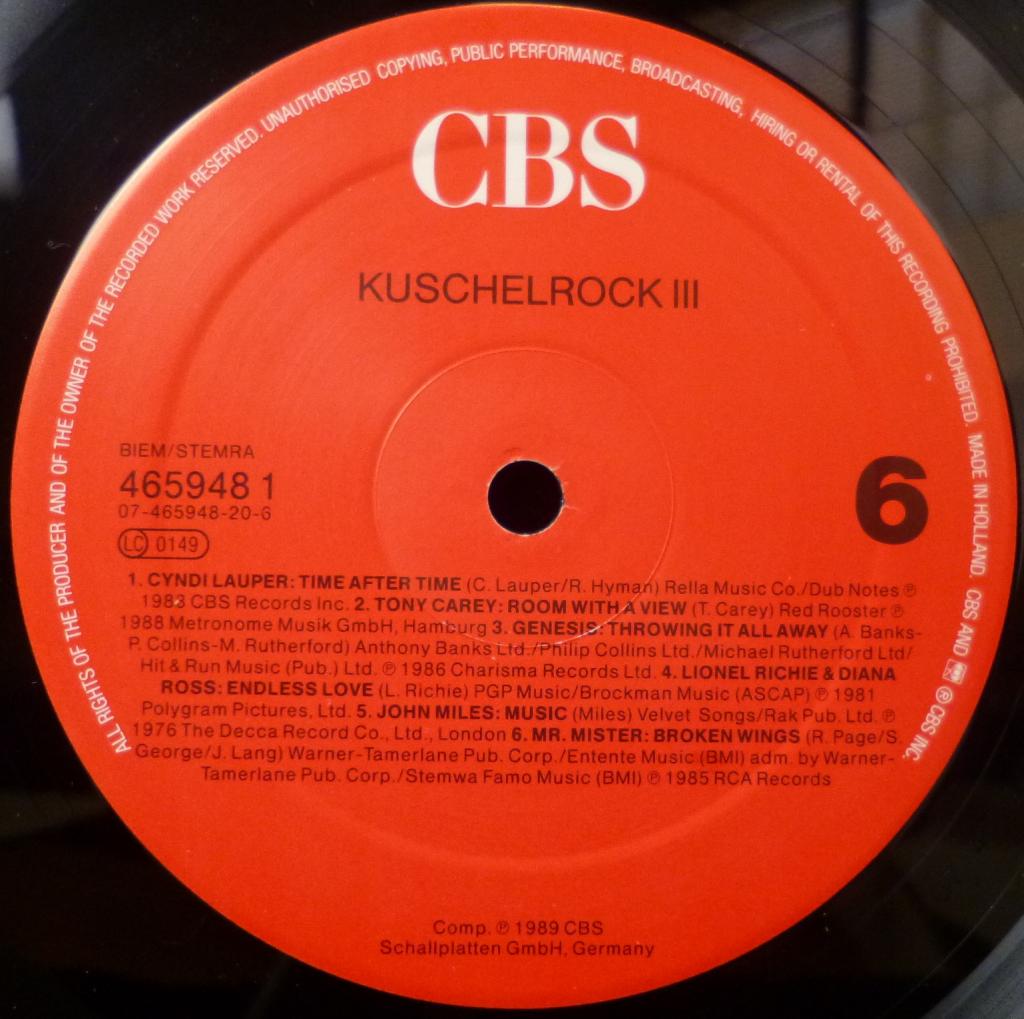 ALL RIGHTS OF THE PRODUCER AND OF THE OWNER OF THE RECORDED WORK RESERVED. UNAUTHORISED COPYING, PUBLIC PERFORMANCE, BROADCASTING, HIRING OR RENTAL OF THIS RECORDING PROHIBITED. MADE IN HOLLAND. CBS AND ® CBS INC.
CBS
KUSCHELROCK III
BIEM/STEMRA
465948 1
07-465948-20-6
LC 0149
6
1. CYNDI LAUPER: TIME AFTER TIME (C. Lauper/R. Hyman) Rella Music Co./Dub Notes ℗
1983 CBS Records Inc. 2. TONY CAREY: ROOM WITH A VIEW (T. Carey) Red Rooster ℗
1988 Metronome Musik GmbH, Hamburg 3. GENESIS: THROWING IT ALL AWAY (A. Banks-
P. Collins-M. Rutherford) Anthony Banks Ltd./Philip Collins Ltd./Michael Rutherford Ltd/
Hit & Run Music (Pub.) Ltd. ℗ 1986 Charisma Records Ltd. 4. LIONEL RICHIE & DIANA
ROSS: ENDLESS LOVE (L. Richie) PGP Music/Brockman Music (ASCAP) ℗ 1981
Polygram Pictures, Ltd. 5. JOHN MILES: MUSIC (Miles) Velvet Songs/Rak Pub. Ltd. ℗
1976 The Decca Record Co., Ltd., London 6. MR. MISTER: BROKEN WINGS (R. Page/S.
George/J. Lang) Warner-Tamerlane Pub. Corp./Entente Music (BMI) adm. by Warner-
Tamerlane Pub. Corp./Stemwa Famo Music (BMI) ℗ 1985 RCA Records
Comp. ℗ 1989 CBS
Schallplatten GmbH, Germany